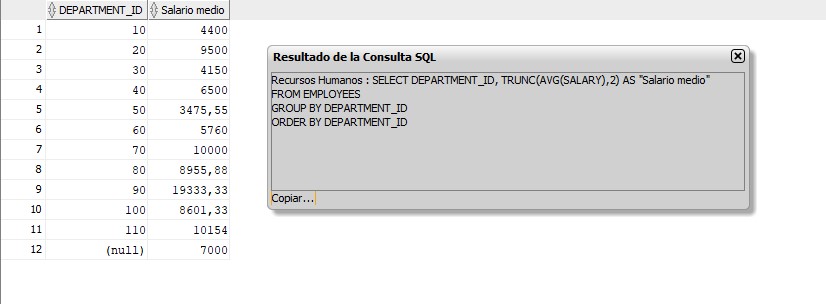 DEPARTMENT_ID Salario medio
1 10 4400
2 20 9500
3 30 4150
4 40 6500
5 50 3475,55
6 60 5760
7 70 10000
8 80 8955,88
9 90 19333,33
10 100 8601,33
11 110 10154
12 (null) 7000
Resultado de la Consulta SQL
Recursos Humanos : SELECT DEPARTMENT_ID, TRUNC(AVG(SALARY),2) AS "Salario medio"
FROM EMPLOYEES
GROUP BY DEPARTMENT_ID
ORDER BY DEPARTMENT_ID
Copiar...